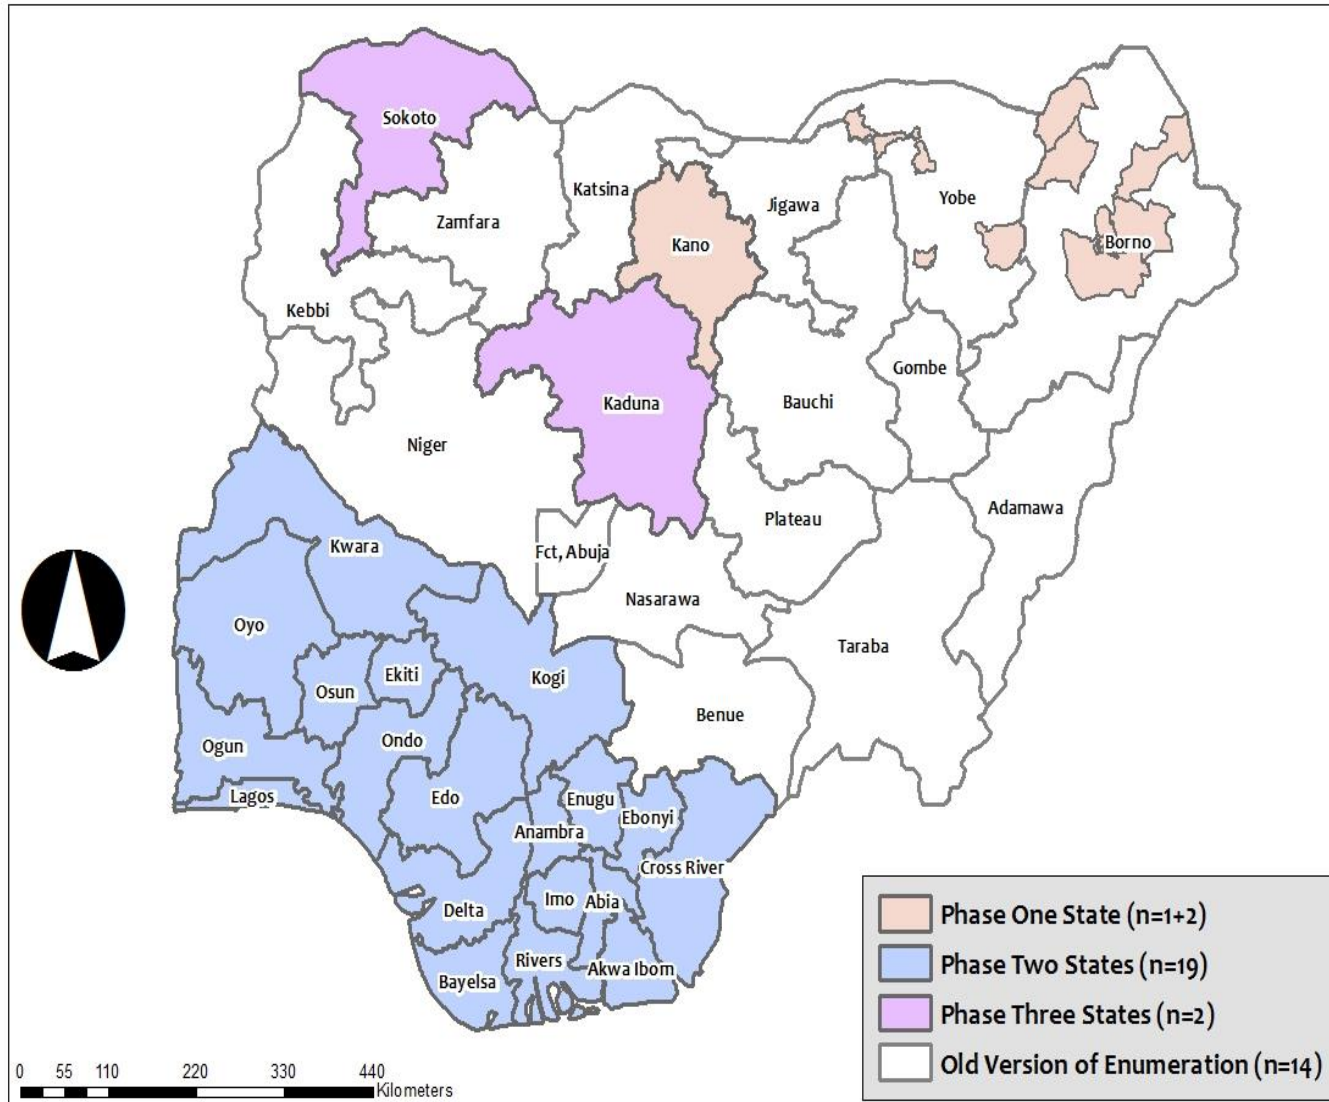 Sokoto
Katsina
Jigawa
Yobe
Zamfara
Kano
Borno
Kebbi
Gombe
Bauchi
Kaduna
Niger
Adamawa
Plateau
Kwara
Fct, Abuja
Nasarawa
Oyo
Taraba
Ekiti
Kogi
Osun
Benue
Ogun
Ondo
Lagos
Edo
Enugu
Ebonyi
Anambra
Cross River
Imo
Abia
Delta
Rivers
Akwa Ibom
Bayelsa
Phase One State (n=1+2)
Phase Two States (n=19)
Phase Three States (n=2)
Old Version of Enumeration (n=14)
0 55 110 220 330 440
Kilometers